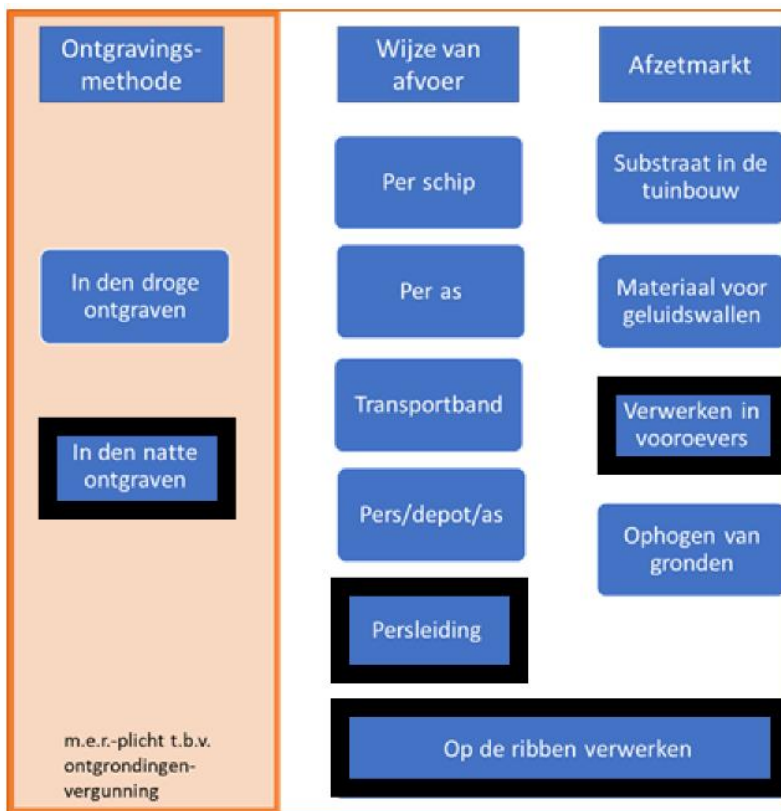 Ontgravings-
methode
In den droge
ontgraven
In den natte
ontgraven
m.e.r.-plicht t.b.v.
ontgrondingen-
vergunning
Wijze van
afvoer
Per schip
Per as
Transportband
Pers/depot/as
Persleiding
Afzetmarkt
Substraat in de
tuinbouw
Materiaal voor
geluidswallen
Verwerken in
vooroevers
Ophogen van
gronden
Op de ribben verwerken